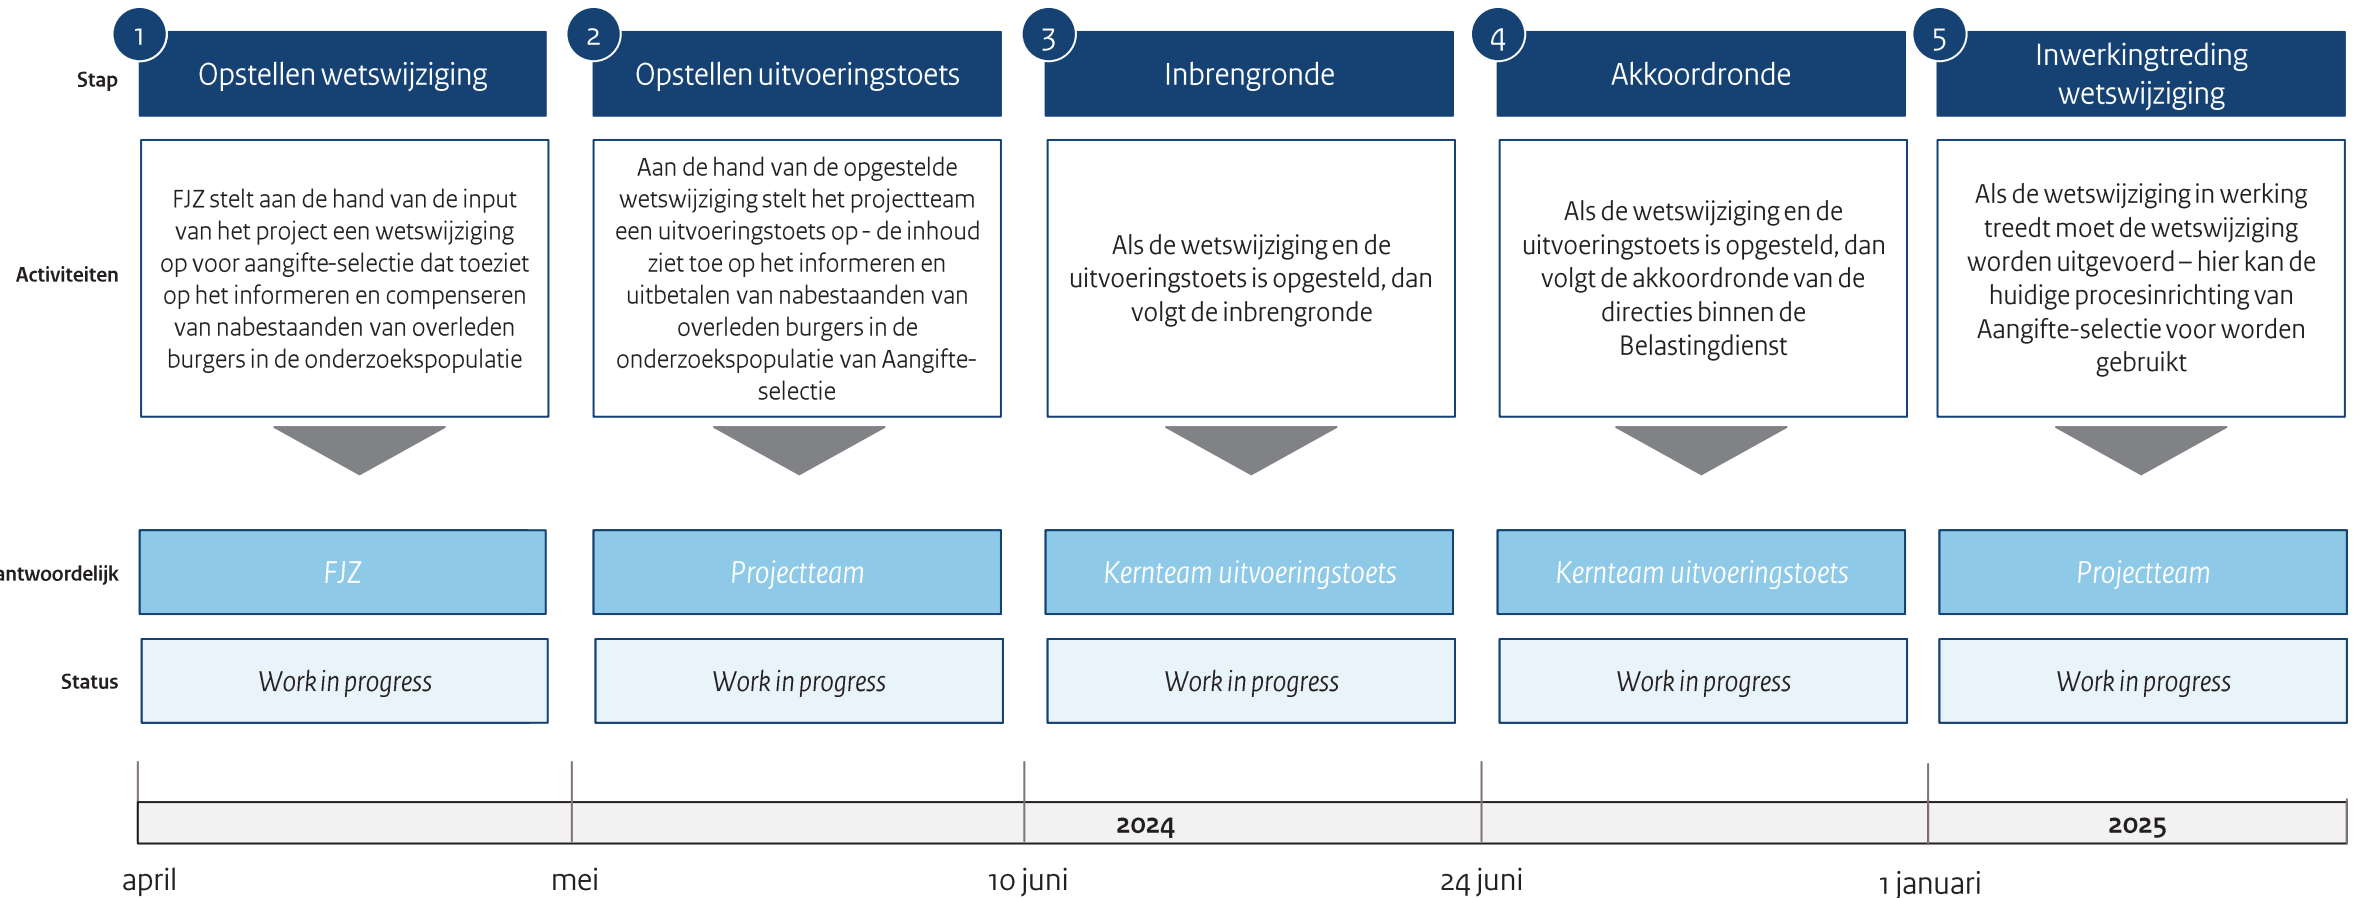 1
2
3
4
5
Stap
Opstellen wetswijziging
Opstellen uitvoeringstoets
Inbrengronde
Akkoordronde
Inwerkingtreding
wetswijziging
Activiteiten
FJZ stelt aan de hand van de input
van het project een wetswijziging
op voor aangifte-selectie dat toeziet
op het informeren en compenseren
van nabestaanden van overleden
burgers in de onderzoekspopulatie
Aan de hand van de opgestelde
wetswijziging stelt het projectteam
een uitvoeringstoets op - de inhoud
ziet toe op het informeren en
uitbetalen van nabestaanden van
overleden burgers in de
onderzoekspopulatie van Aangifte-
selectie
Als de wetswijziging en de
uitvoeringstoets is opgesteld, dan
volgt de inbrengronde
Als de wetswijziging en de
uitvoeringstoets is opgesteld, dan
volgt de akkoordronde van de
directies binnen de
Belastingdienst
Als de wetswijziging in werking
treedt moet de wetswijziging
worden uitgevoerd – hier kan de
huidige procesinrichting van
Aangifte-selectie voor worden
gebruikt
antwoordelijk
FJZ
Projectteam
Kernteam uitvoeringstoets
Kernteam uitvoeringstoets
Projectteam
Status
Work in progress
Work in progress
Work in progress
Work in progress
Work in progress
2024
2025
april
mei
10 juni
24 juni
1 januari